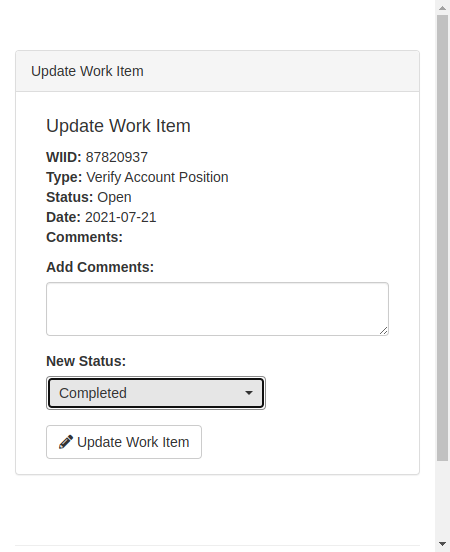 Update Work Item
Update Work Item
WIID: 87820937
Type: Verify Account Position
Status: Open
Date: 2021-07-21
Comments:
Add Comments:
New Status:
Completed
Update Work Item